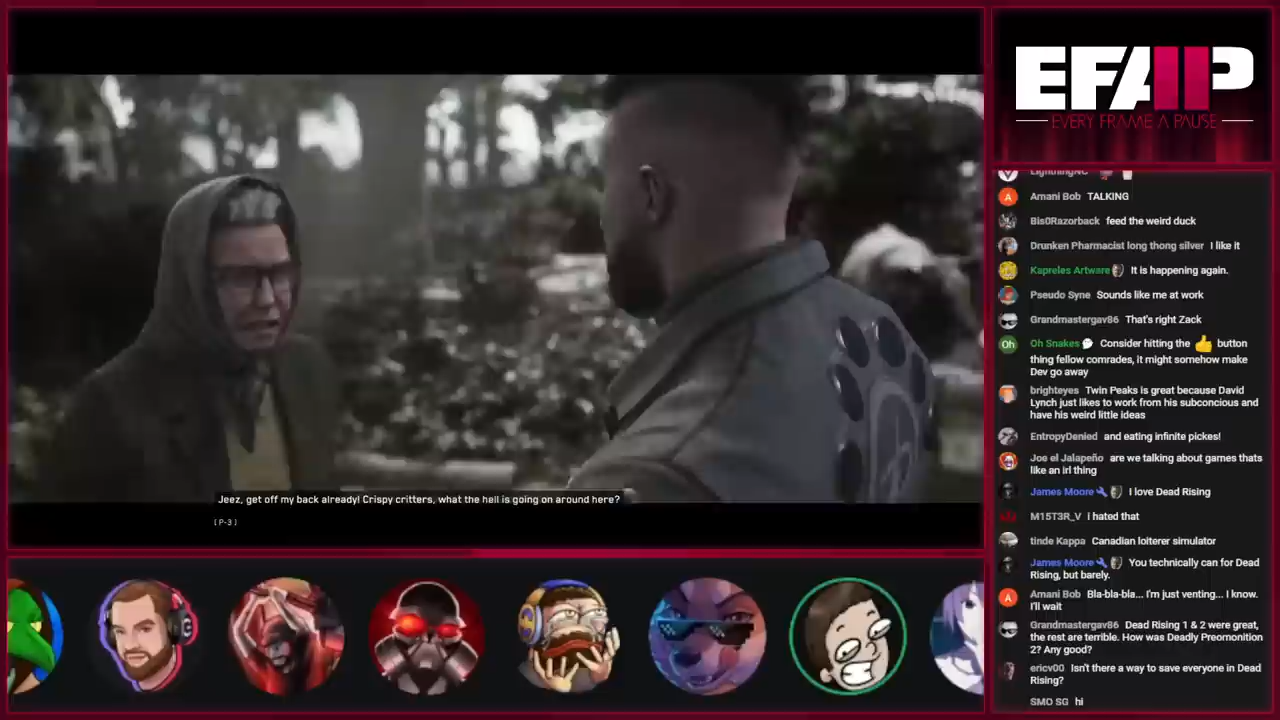 EFAP
EVERY FRAME A PAUSE
LightningNC
Amani Bob TALKING
Bis0Razorback feed the weird duck
Drunken Pharmacist long thong silver I like it
Kapreles Artware It is happening again.
Pseudo Syne Sounds like me at work
Grandmastergav86 That's right Zack
Oh
Oh Snakes Consider hitting the 👍 button
thing fellow comrades, it might somehow make
Dev go away
brighteyes Twin Peaks is great because David
Lynch just likes to work from his subconcious and
have his weird little ideas
EntropyDenied and eating infinite pickes!
Joe el Jalapeño are we talking about games thats
like an irl thing
James Moore I love Dead Rising
M15T3R_V i hated that
tinde Kappa Canadian loiterer simulator
James Moore You technically can for Dead
Rising, but barely.
A
Amani Bob Bla-bla-bla... I'm just venting... I know.
I'll wait
Grandmastergav86 Dead Rising 1 & 2 were great,
the rest are terrible. How was Deadly Preomonition
2? Any good?
ericv00 Isn't there a way to save everyone in Dead
Rising?
SMO SG hi
Jeez, get off my back already! Crispy critters, what the hell is going on around here?
[ P-3 ]